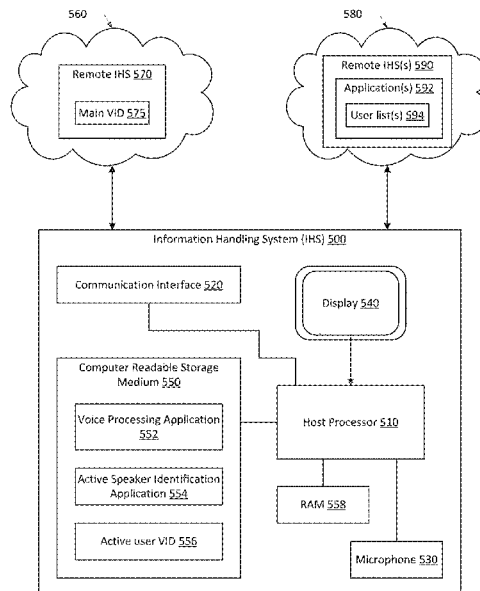 560
580
Remote IHS 570
Main VID 575
Remote IHS(s) 590
Application(s) 592
User list(s) 594
Information Handling System (IHS) 500
Communication Interface 520
Display 540
Computer Readable Storage
Medium 550
Voice Processing Application
552
Active Speaker Identification
Application 554
Active user VID 556
Host Processor 510
RAM 558
Microphone 530